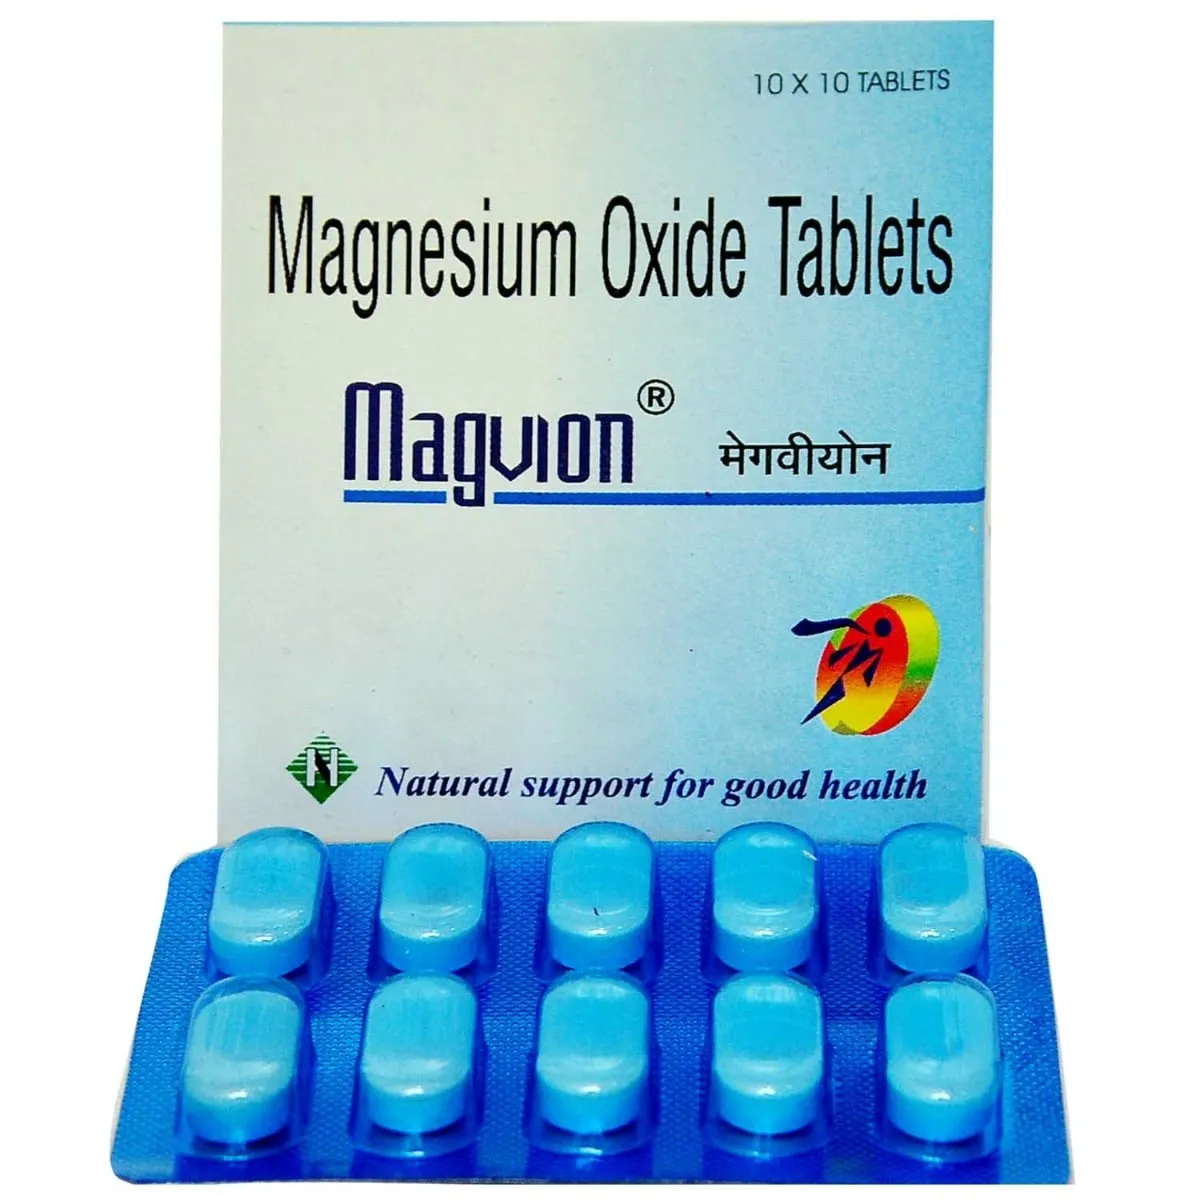 10 X 10 TABLETS
Magnesium Oxide Tablets
Magvion® मेगवीयोन
N
Natural support for good health